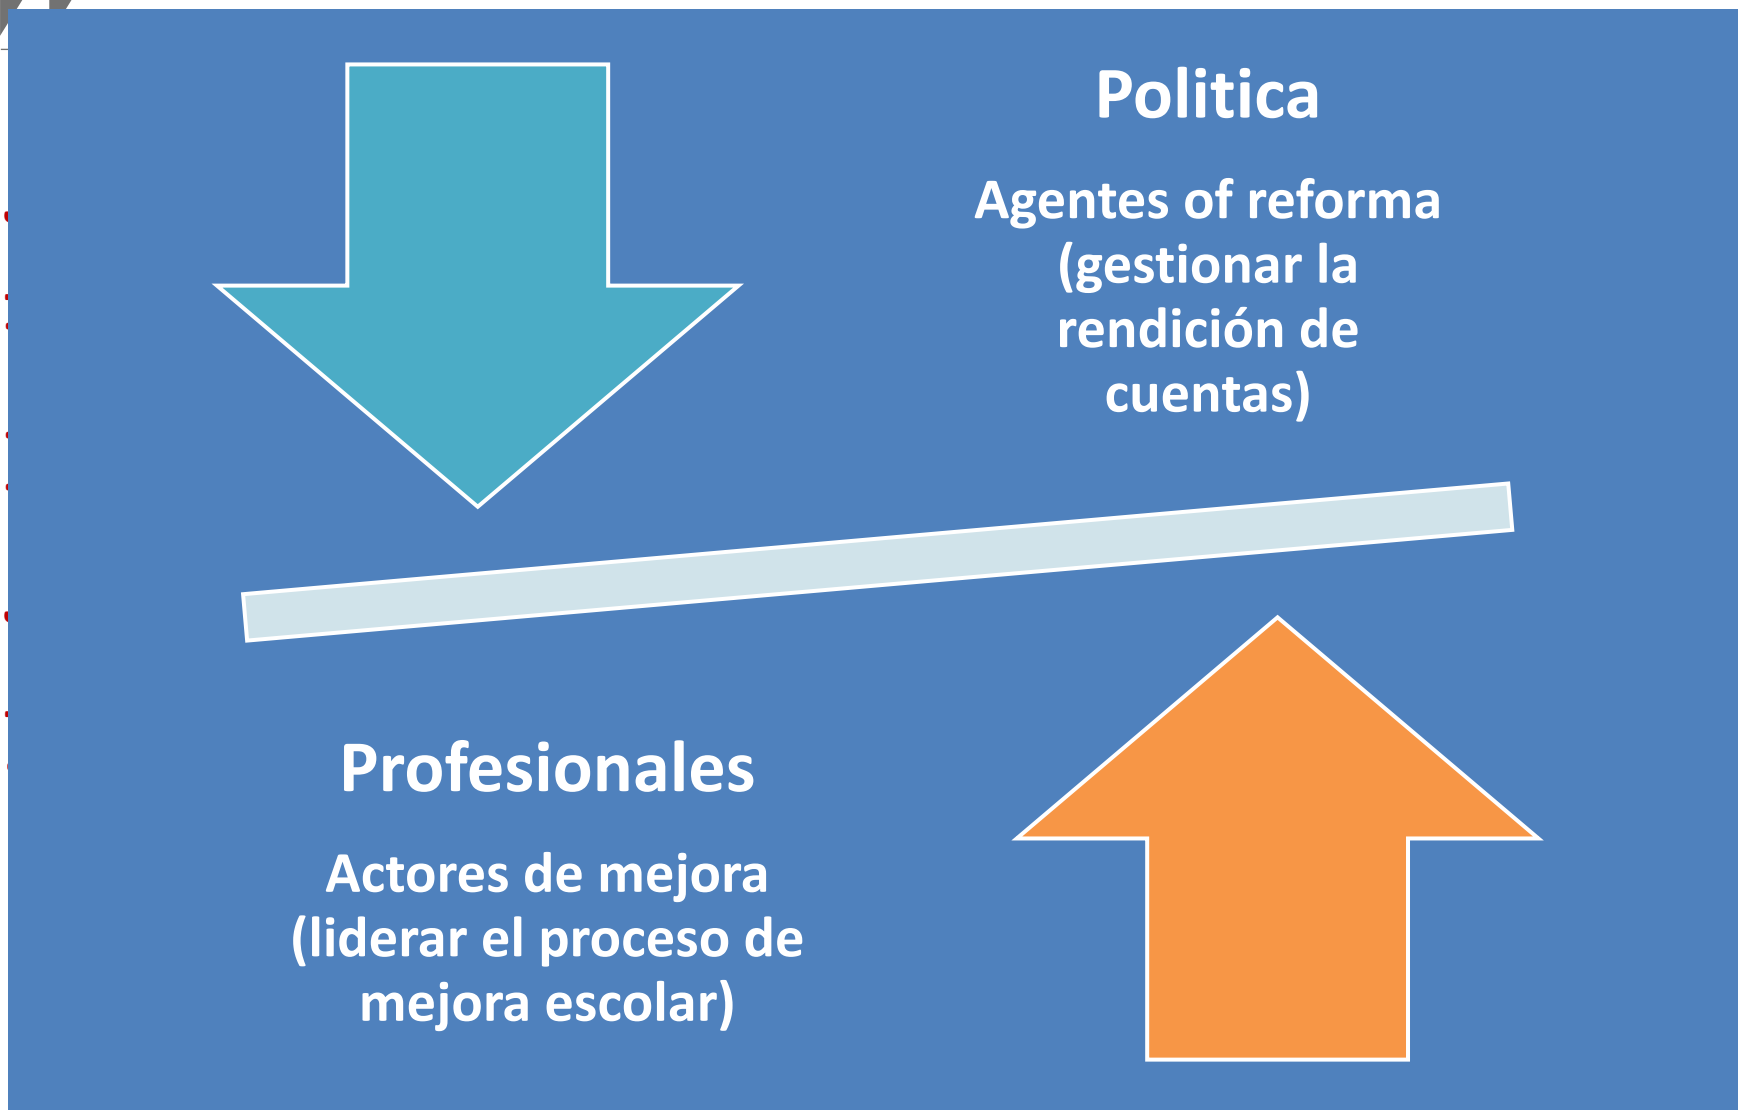 Politica
Agentes of reforma
(gestionar la
rendición de
cuentas)
Profesionales
Actores de mejora
(liderar el proceso de
mejora escolar)